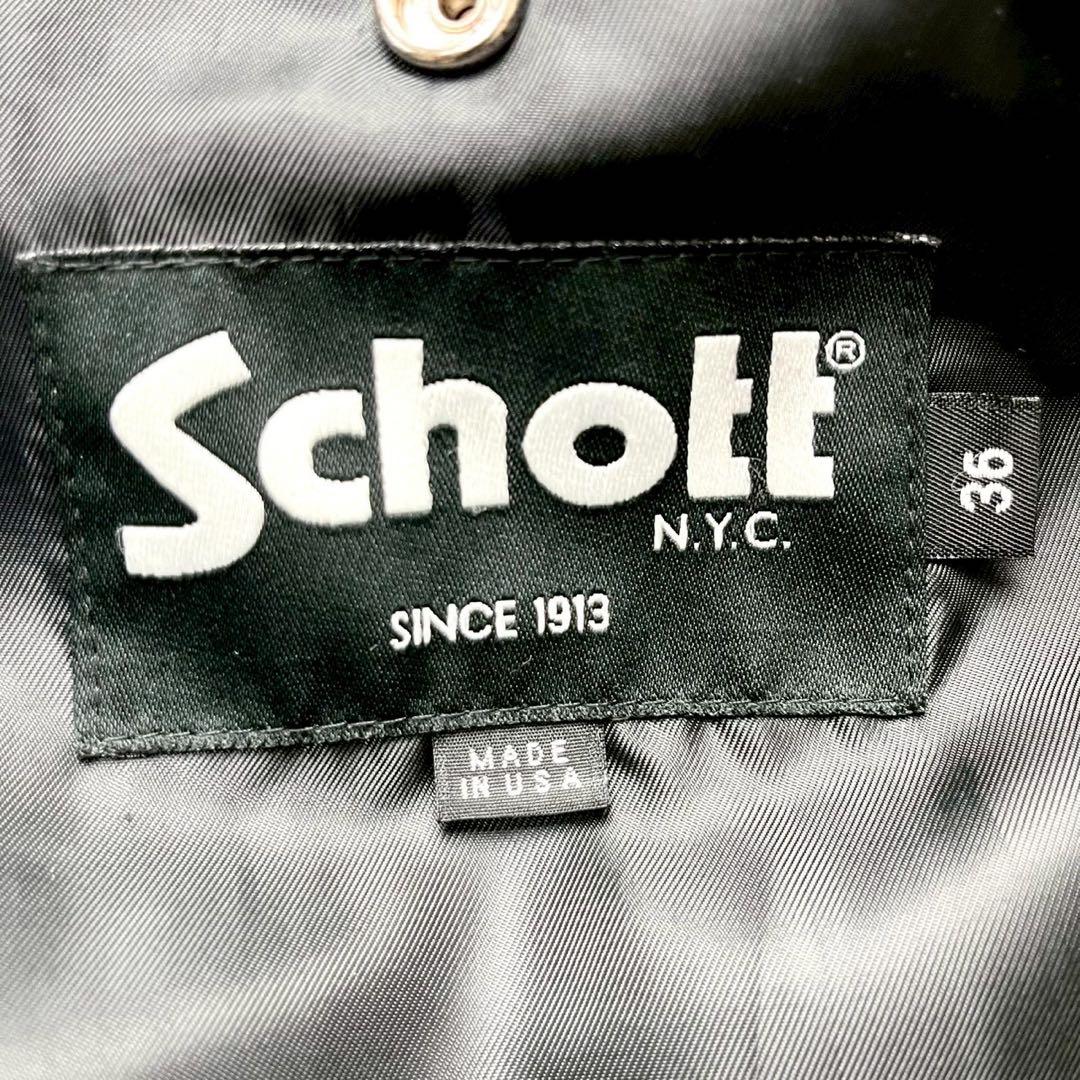 Schott®
N.Y.C.
SINCE 1913
36
MADE
IN USA